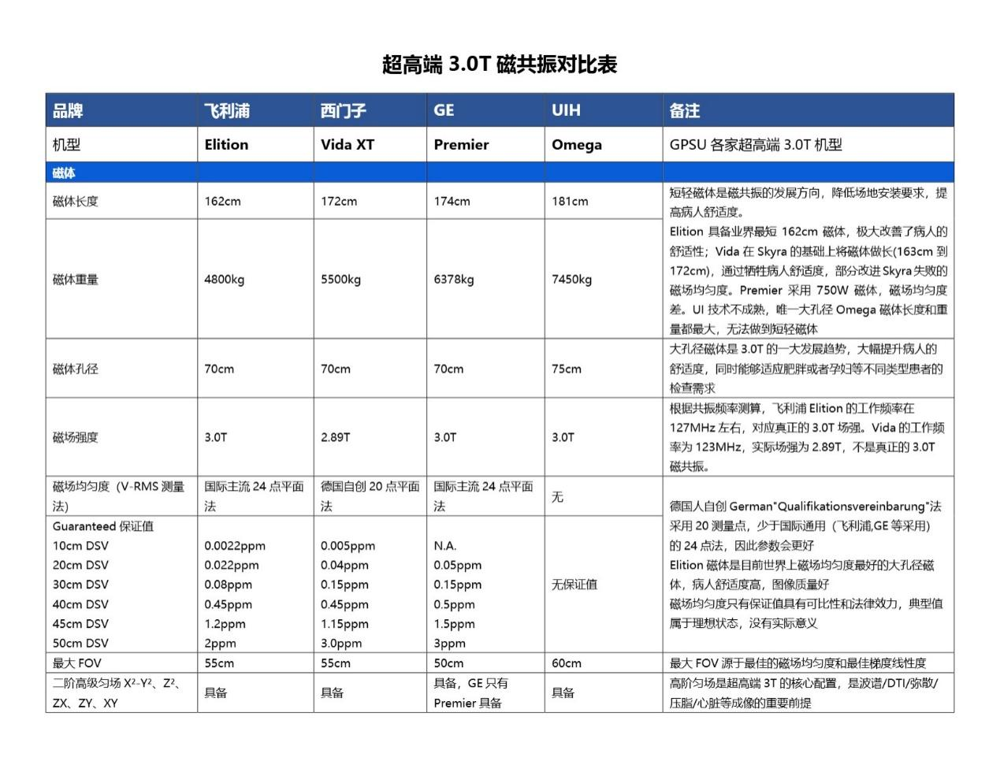 超高端 3.0T 磁共振对比表
品牌 飞利浦 西门子 GE UIH 备注
机型 Elition Vida XT Premier Omega GPSU 各家超高端 3.0T 机型
磁体
磁体长度 162cm 172cm 174cm 181cm
短轻磁体是磁共振的发展方向，降低场地安装要求，提
高病人舒适度。
Elition 具备业界最短 162cm 磁体，极大改善了病人的
舒适性；Vida 在 Skyra 的基础上将磁体做长(163cm 到
172cm)，通过牺牲病人舒适度，部分改进 Skyra 失败的
磁场均匀度。Premier 采用 750W 磁体，磁场均匀度
差。UI 技术不成熟，唯一大孔径 Omega 磁体长度和重
量都最大，无法做到短轻磁体
磁体重量 4800kg 5500kg 6378kg 7450kg
磁体孔径 70cm 70cm 70cm 75cm
大孔径磁体是 3.0T 的一大发展趋势，大幅提升病人的
舒适度，同时能够适应肥胖或者孕妇等不同类型患者的
检查需求
磁场强度 3.0T 2.89T 3.0T 3.0T
根据共振频率测算，飞利浦 Elition 的工作频率在
127MHz 左右，对应真正的 3.0T 场强。Vida 的工作频
率为 123MHz，实际场强为 2.89T，不是真正的 3.0T
磁共振。
磁场均匀度（V-RMS 测量
法)
国际主流 24 点平面
法
德国自创 20 点平面
法
国际主流 24 点平面
法
无
德国人自创 German"Qualifikationsvereinbarung"法
采用 20 测量点，少于国际通用（飞利浦,GE 等采用)
的 24 点法，因此参数会更好
Elition 磁体是目前世界上磁场均匀度最好的大孔径磁
体，病人舒适度高，图像质量好
磁场均匀度只有保证值具有可比性和法律效力，典型值
属于理想状态，没有实际意义
Guaranteed 保证值
10cm DSV 0.0022ppm 0.005ppm N.A.
20cm DSV 0.022ppm 0.04ppm 0.05ppm
30cm DSV 0.08ppm 0.15ppm 0.15ppm 无保证值
40cm DSV 0.45ppm 0.45ppm 0.5ppm
45cm DSV 1.2ppm 1.15ppm 1.5ppm
50cm DSV 2ppm 3.0ppm 3ppm
最大 FOV 55cm 55cm 50cm 60cm 最大 FOV 源于最佳的磁场均匀度和最佳梯度线性度
二阶高级匀场 X²-Y²、Z²、
ZX、ZY、XY
具备
具备
具备，GE 只有
Premier 具备
具备
高阶匀场是超高端 3T 的核心配置，是波谱/DTI/弥散/
压脂/心脏等成像的重要前提